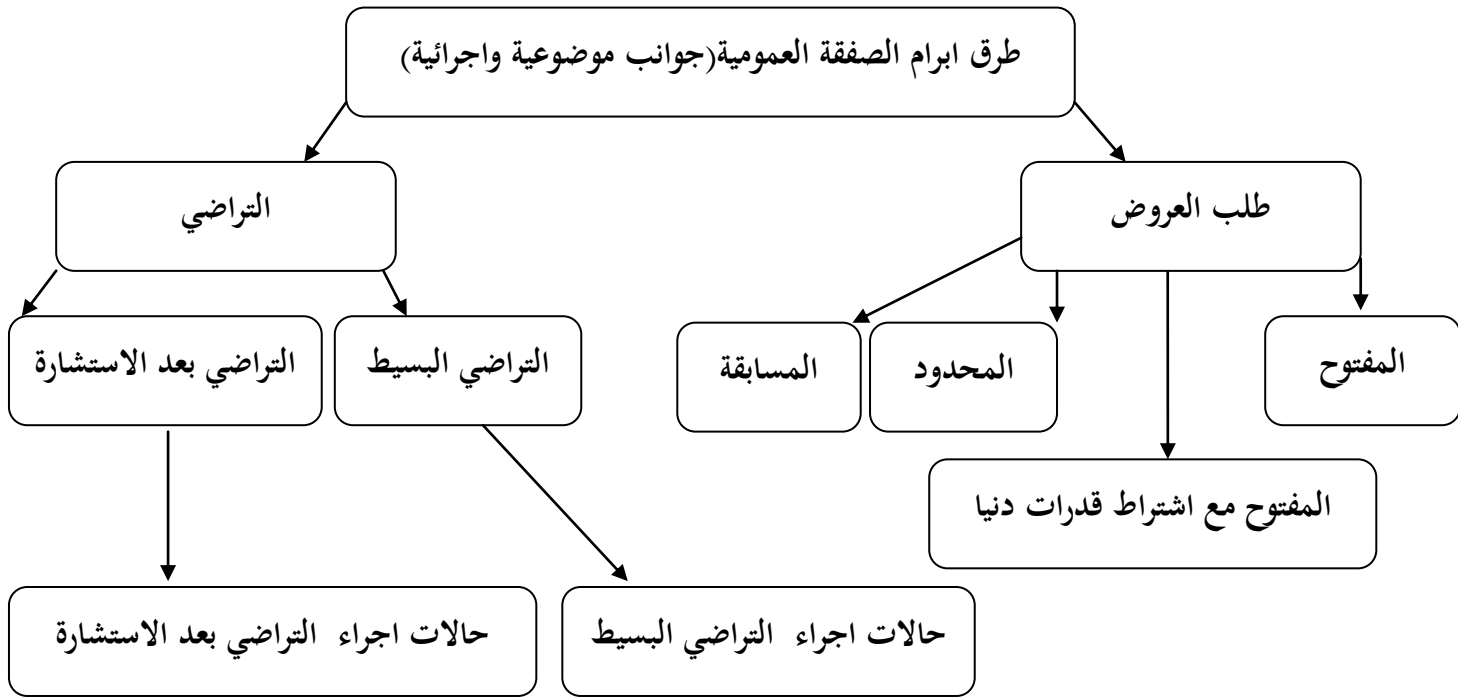 طرق ابرام الصفقة العمومية(جوانب موضوعية واجرائية)
طلب العروض
التراضي
المفتوح
المحدود
المسابقة
التراضي البسيط
التراضي بعد الاستشارة
المفتوح مع اشتراط قدرات دنيا
حالات اجراء التراضي البسيط
حالات اجراء التراضي بعد الاستشارة